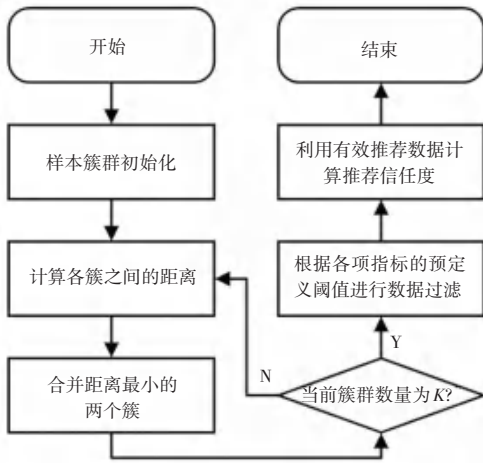 开始
样本簇群初始化
计算各簇之间的距离
合并距离最小的
两个簇
当前簇群数量为K?
N
Y
根据各项指标的预定
义阈值进行数据过滤
利用有效推荐数据计
算推荐信任度
结束